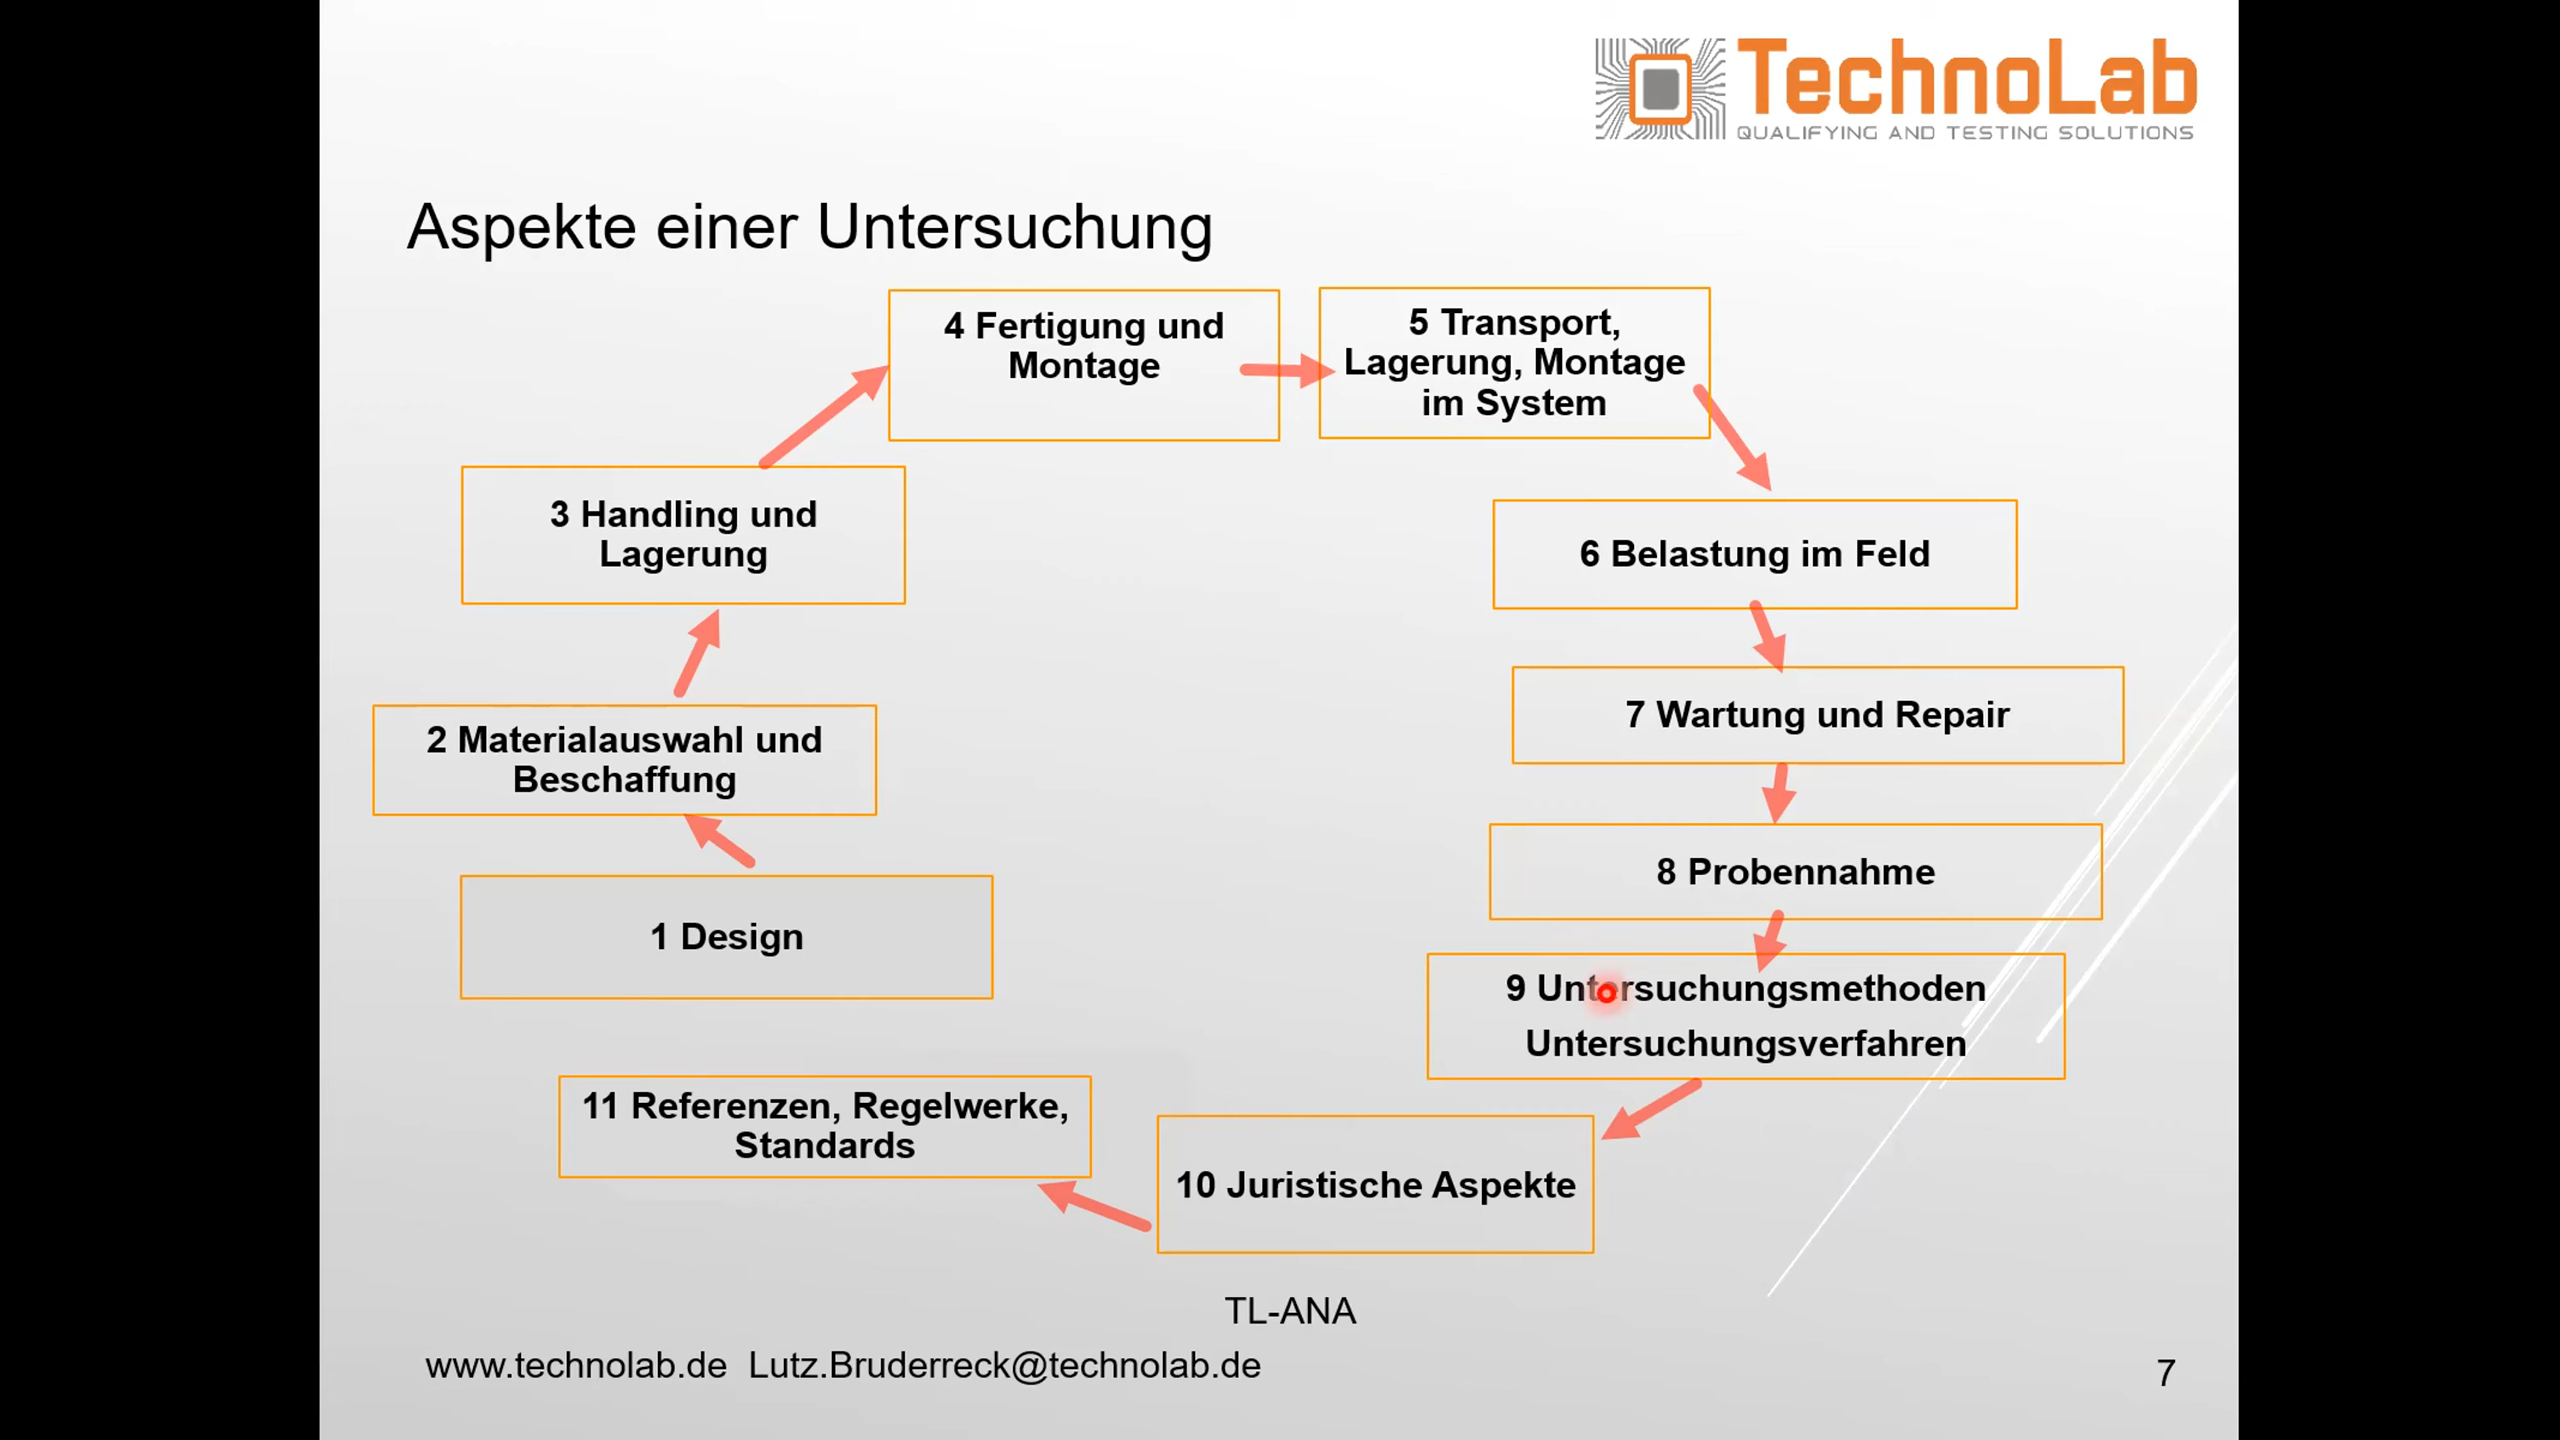 TechnoLab
QUALIFYING AND TESTING SOLUTIONS
Aspekte einer Untersuchung
4 Fertigung und
Montage
5 Transport,
Lagerung, Montage
im System
3 Handling und
Lagerung
6 Belastung im Feld
2 Materialauswahl und
Beschaffung
7 Wartung und Repair
8 Probennahme
1 Design
9 Untersuchungsmethoden
Untersuchungsverfahren
11 Referenzen, Regelwerke,
Standards
10 Juristische Aspekte
TL-ANA
www.technolab.de Lutz.Bruderreck@technolab.de
7